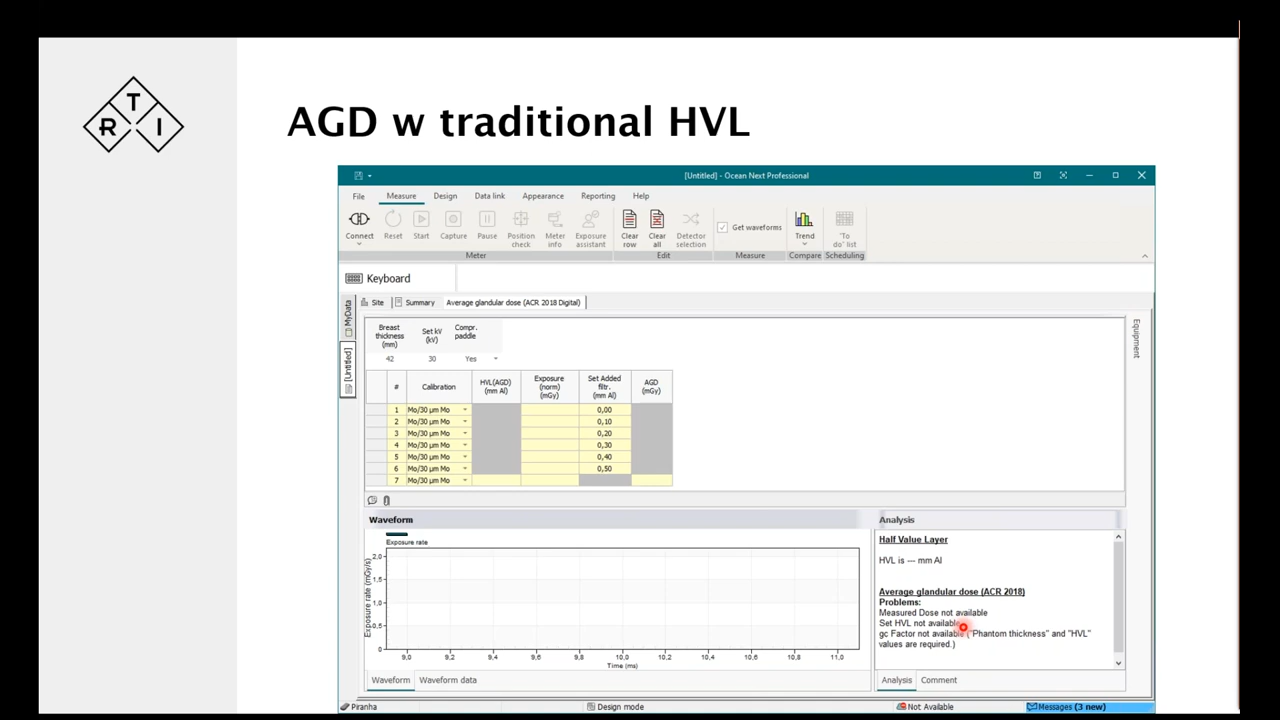 T
R I
AGD w traditional HVL
[Untitled] - Ocean Next Professional
File Measure Design Data link Appearance Reporting Help
Connect Reset Start Capture Pause Position check Meter info Exposure assistant Clear row Clear all Detector selection Get waveforms Trend 'To do' list
Meter Edit Measure Compare Scheduling
Keyboard
MyData
[Untitled]
Site Summary Average glandular dose (ACR 2018 Digital)
Equipment
Breast thickness (mm) Set kV (kV) Compr. paddle
42 30 Yes
# Calibration HVL(AGD) (mm Al) Exposure (norm) (mGy) Set Added filtr. (mm Al) AGD (mGy)
1 Mo/30 µm Mo 0,00
2 Mo/30 µm Mo 0,10
3 Mo/30 µm Mo 0,20
4 Mo/30 µm Mo 0,30
5 Mo/30 µm Mo 0,40
6 Mo/30 µm Mo 0,50
7 Mo/30 µm Mo
Waveform
Exposure rate
Exposure rate (mGy/s)
2,0
1,5
1,0
0,5
0
9,0 9,2 9,4 9,6 9,8 10,0 10,2 10,4 10,6 10,8 11,0
Time (ms)
Waveform Waveform data
Analysis
Half Value Layer
HVL is --- mm Al
Average glandular dose (ACR 2018)
Problems:
Measured Dose not available
Set HVL not available
gc Factor not available ("Phantom thickness" and "HVL"
values are required.)
Analysis Comment
Piranha Design mode Not Available Messages (3 new)